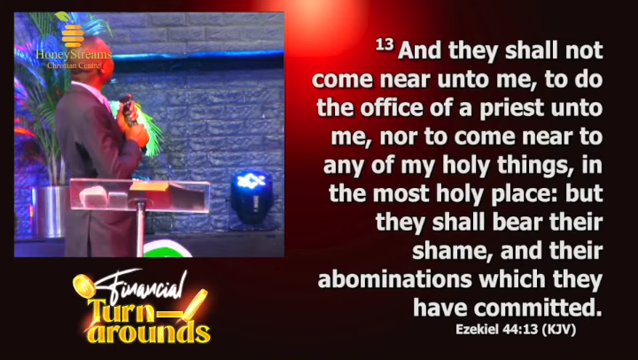 HoneyStreams
Christian Centre
Financial
Turn-
arounds
13 And they shall not
come near unto me, to do
the office of a priest unto
me, nor to come near to
any of my holy things, in
the most holy place: but
they shall bear their
shame, and their
abominations which they
have committed.
Ezekiel 44:13 (KJV)